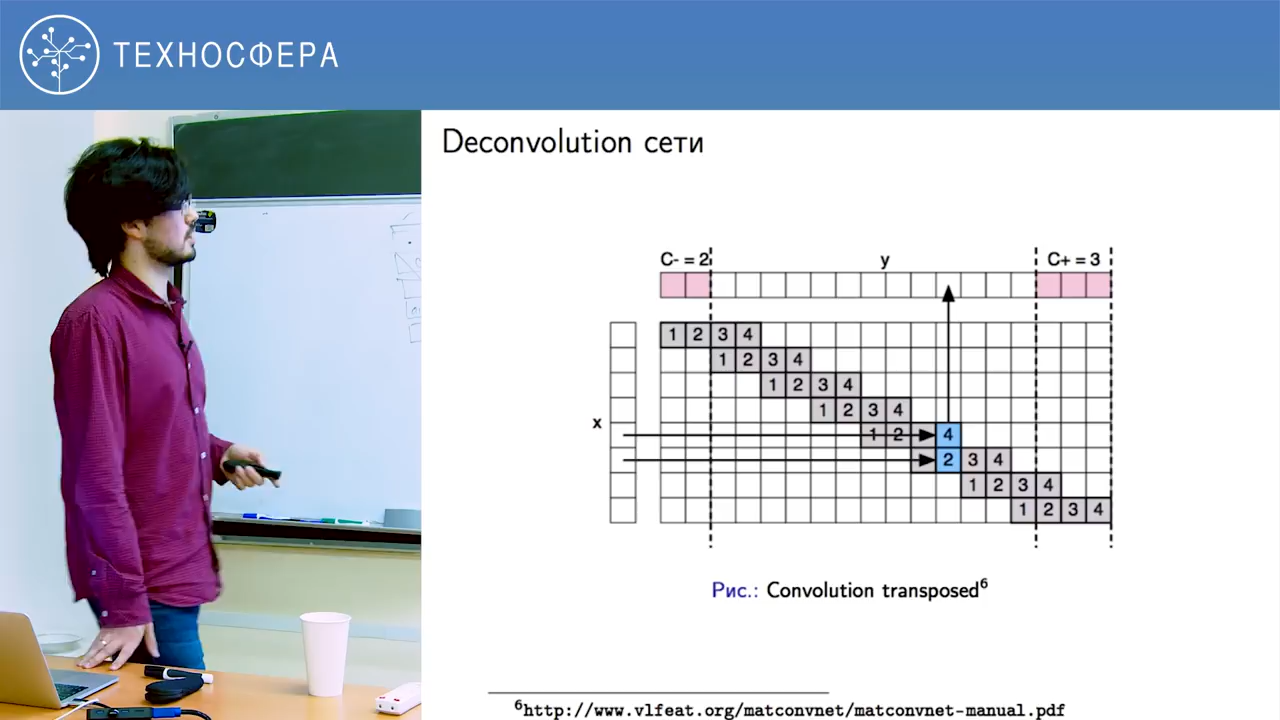 ТЕХНОСФЕРА
Deconvolution сети
C- = 2 y C+ = 3
1 2 3 4
1 2 3 4
1 2 3 4
1 2 3 4
x
1 2 4
2 3 4
1 2 3 4
1 2 3 4
Рис.: Convolution transposed⁶
⁶http://www.vlfeat.org/matconvnet/matconvnet-manual.pdf